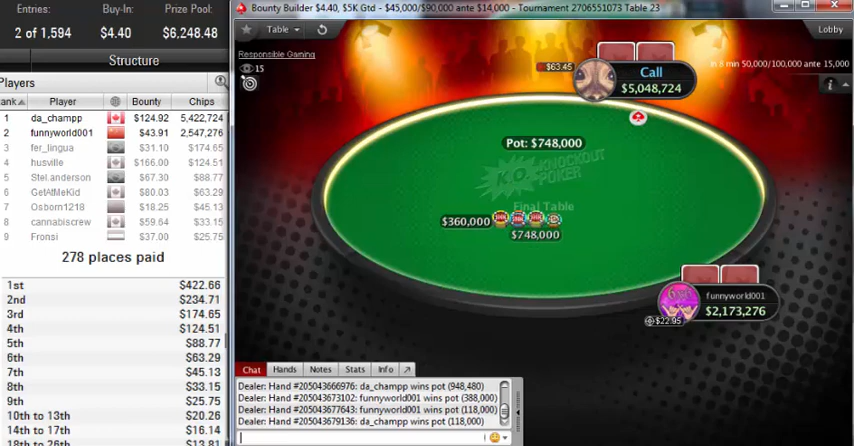 Entries: Buy-In: Prize Pool:
2 of 1,594 $4.40 $6,248.48
Structure
Players
Rank Player Bounty Chips
1 da_champp $124.92 5,422,724
2 funnyworld001 $43.91 2,547,276
3 fer_lingua $31.10 $174.65
4 husville $166.00 $124.51
5 Stel.anderson $67.30 $88.77
6 GetAtMeKid $80.03 $63.29
7 Osborn1218 $18.25 $45.13
8 cannabiscrew $59.64 $33.15
9 Fronsi $37.00 $25.75
278 places paid
1st $422.66
2nd $234.71
3rd $174.65
4th $124.51
5th $88.77
6th $63.29
7th $45.13
8th $33.15
9th $25.75
10th to 13th $20.26
14th to 17th $16.14
18th to 26th $13.81
Bounty Builder $4.40, $5K Gtd - $45,000/$90,000 ante $14,000 - Tournament 2706551073 Table 23
Table
Lobby
Responsible Gaming
15
in 8 min 50,000/100,000 ante 15,000
$63.45
Call
$5,048,724
Pot: $748,000
KO KNOCKOUT
POKER
Final Table
$360,000
$748,000
funnyworld001
$2,173,276
$22.95
Chat Hands Notes Stats Info
Dealer: Hand #205043666976: da_champp wins pot (948,480)
Dealer: Hand #205043673102: funnyworld001 wins pot (388,000)
Dealer: Hand #205043677643: funnyworld001 wins pot (118,000)
Dealer: Hand #205043679136: da_champp wins pot (118,000)